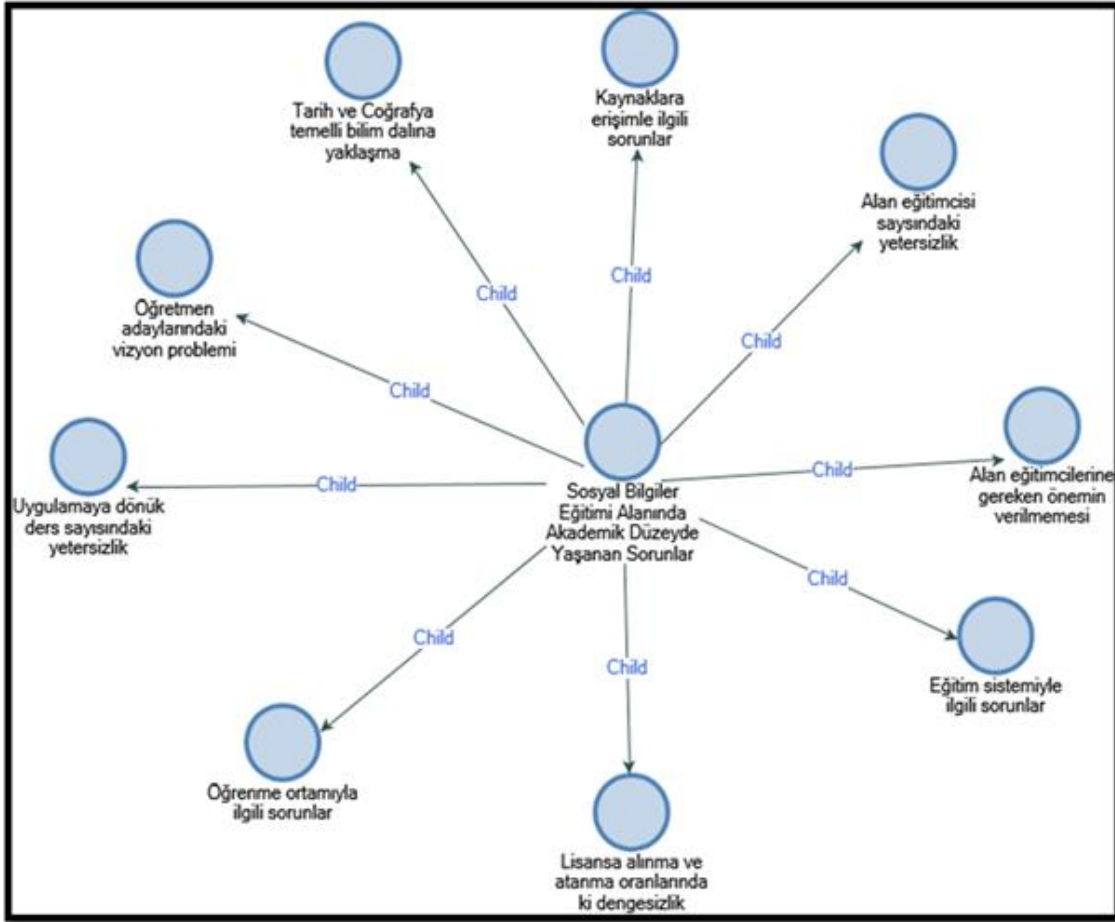 Tarih ve Coğrafya
temelli bilim dalına
yaklaşma
Kaynaklara
erişimle ilgili
sorunlar
Alan eğitimcisi
saysındaki
yetersizlik
Öğretmen
adaylarındaki
vizyon problemi
Child
Child
Child
Child
Uygulamaya dönük
ders sayısındaki
yetersizlik
Child
Sosyal Bilgiler
Eğitimi Alanında
Akademik Düzeyde
Yaşanan Sorunlar
Child
Alan eğitimcilerine
gereken önemin
verilmemesi
Child
Child
Child
Eğitim sistemiyle
ilgili sorunlar
Öğrenme ortamıyla
ilgili sorunlar
Lisansa alınma ve
atanma oranlarında
ki dengesizlik